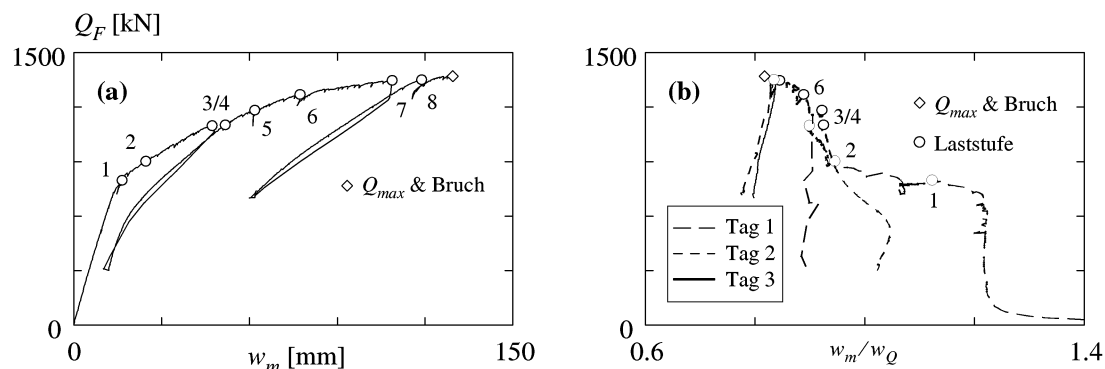 Q_F [kN]
1500
(a)
1
2
3/4
5
6
7
8
Q_max & Bruch
0
0
w_m [mm]
150
1500
(b)
6
3/4
2
1
Q_max & Bruch
Laststufe
Tag 1
Tag 2
Tag 3
0
0.6
w_m/w_Q
1.4